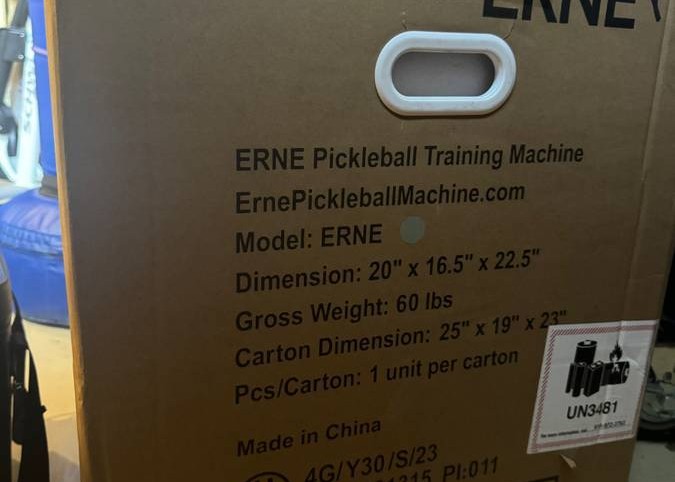 ERNE
ERNE Pickleball Training Machine
ErnePickleballMachine.com
Model: ERNE
Dimension: 20" x 16.5" x 22.5"
Gross Weight: 60 lbs
Carton Dimension: 25" x 19" x 23"
Pcs/Carton: 1 unit per carton
UN3481
Made in China
4G/Y30/S/23
PI:011